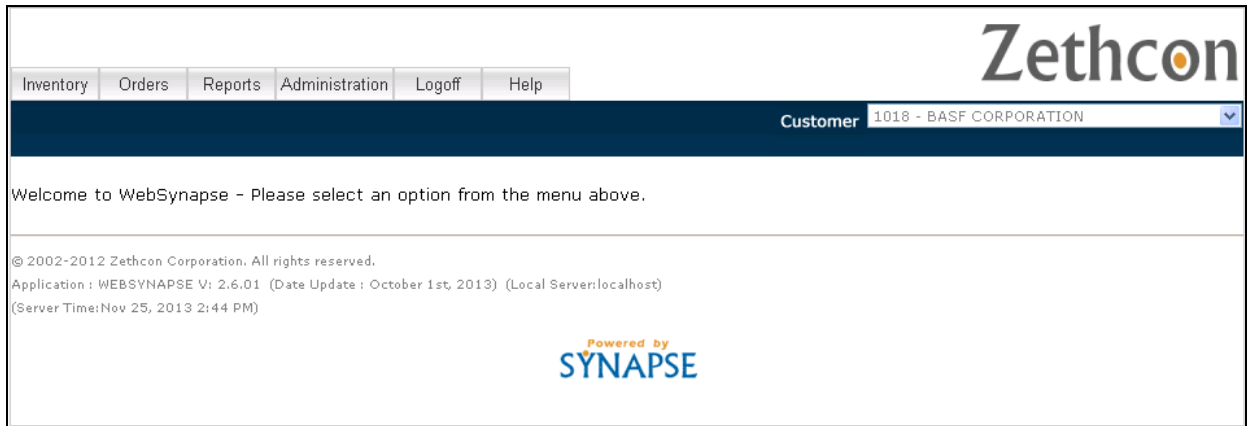 Zethcon
Inventory Orders Reports Administration Logoff Help
Customer 1018 - BASF CORPORATION
Welcome to WebSynapse - Please select an option from the menu above.
© 2002-2012 Zethcon Corporation. All rights reserved.
Application : WEBSYNAPSE V: 2.6.01 (Date Update : October 1st, 2013) (Local Server:localhost)
(Server Time:Nov 25, 2013 2:44 PM)
Powered by
SYNAPSE